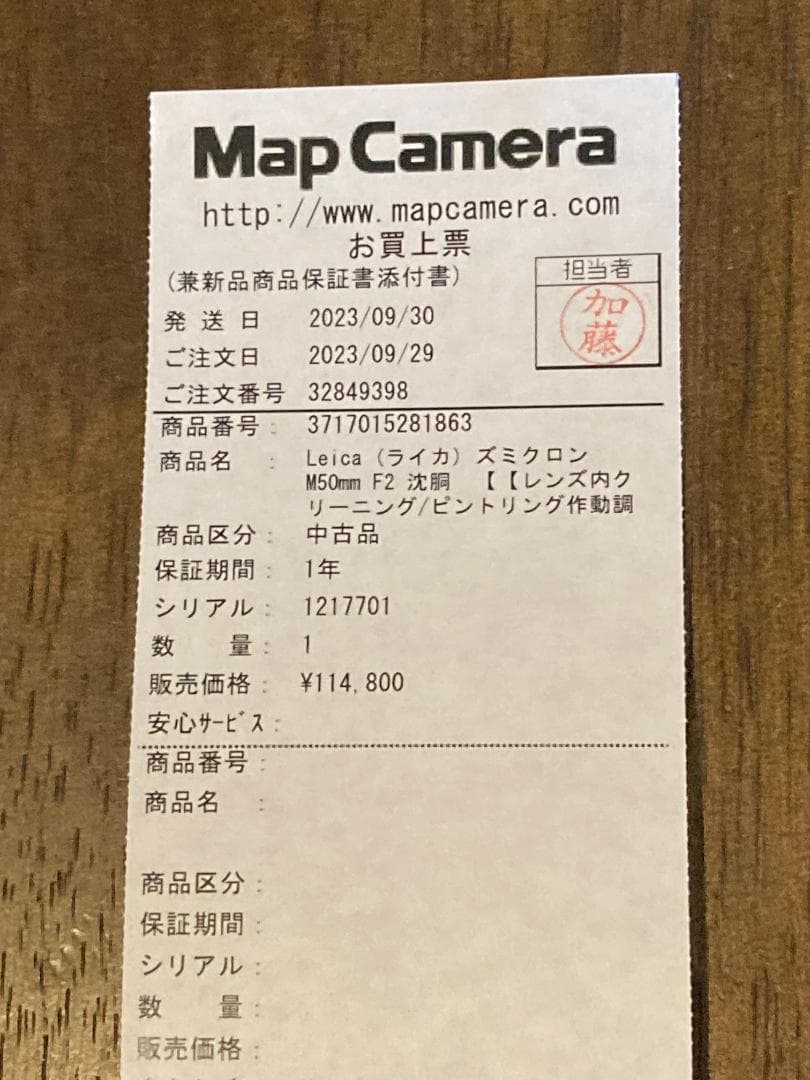 Map Camera
http://www.mapcamera.com
お買上票
(兼新品商品保証書添付書)
担当者
加藤
発 送 日 2023/09/30
ご注文日 2023/09/29
ご注文番号 32849398
商品番号: 3717015281863
商品名 : Leica (ライカ) ズミクロン
M50mm F2 沈胴 【【レンズ内ク
リーニング/ピントリング作動調
商品区分: 中古品
保証期間: 1年
シリアル: 1217701
数 量: 1
販売価格: ¥114,800
安心ｻｰﾋﾞｽ:
商品番号:
商品名 :
商品区分:
保証期間:
シリアル:
数 量:
販売価格: